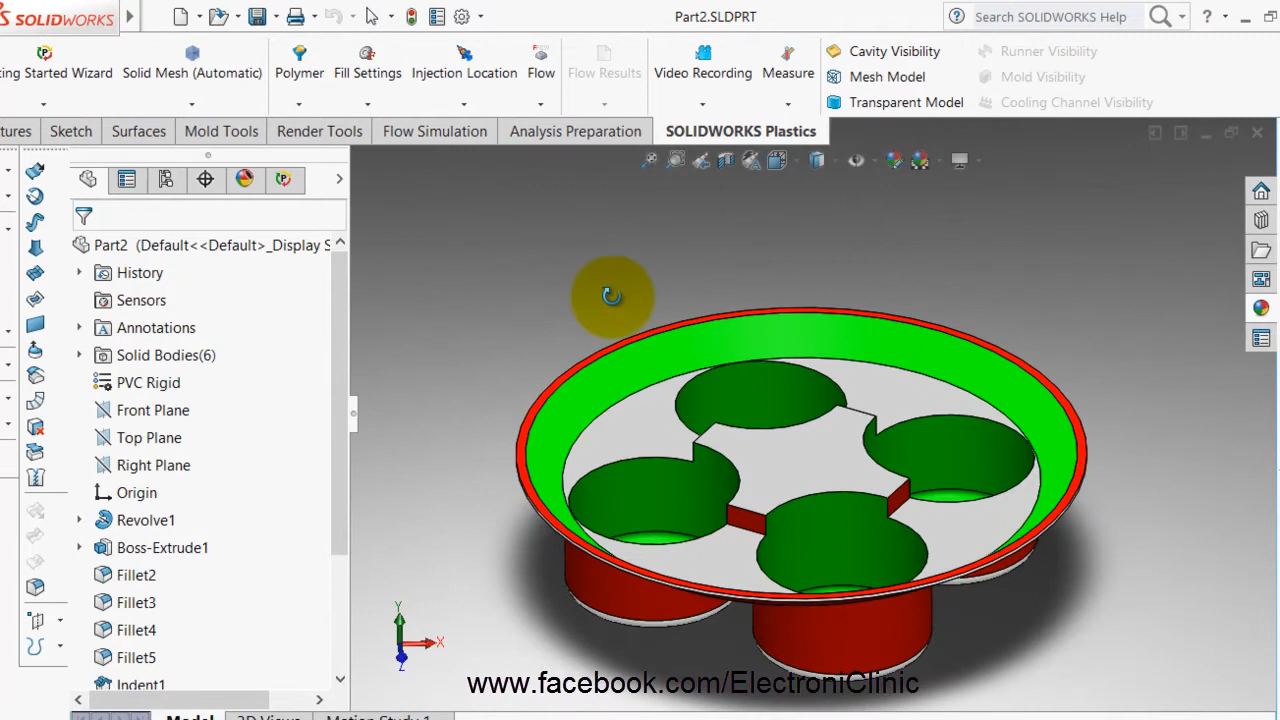 SOLIDWORKS
Part2.SLDPRT
Search SOLIDWORKS Help
ting Started Wizard
Solid Mesh (Automatic)
Polymer
Fill Settings
Injection Location
Flow
Flow Results
Video Recording
Measure
Cavity Visibility
Mesh Model
Transparent Model
Runner Visibility
Mold Visibility
Cooling Channel Visibility
tures
Sketch
Surfaces
Mold Tools
Render Tools
Flow Simulation
Analysis Preparation
SOLIDWORKS Plastics
Part2 (Default<<Default>_Display S
History
Sensors
Annotations
Solid Bodies(6)
PVC Rigid
Front Plane
Top Plane
Right Plane
Origin
Revolve1
Boss-Extrude1
Fillet2
Fillet3
Fillet4
Fillet5
Indent1
Y
X
Z
www.facebook.com/ElectroniClinic
Model
3D Views
Motion Study 1